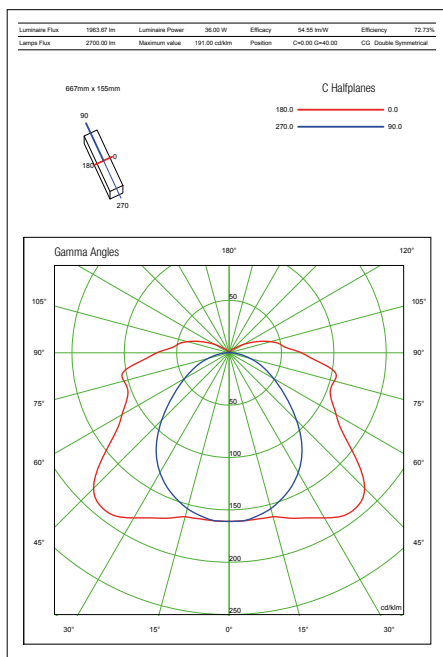 Luminaire Flux 1963.67 lm Luminaire Power 36.00 W Efficacy 54.55 lm/W Efficiency 72.73%
Lamps Flux 2700.00 lm Maximum value 191.00 cd/klm Position C=0.00 G=40.00 CG Double Symmetrical
667mm x 155mm
C Halfplanes
180.0 0.0
270.0 90.0
90
0
180
270
Gamma Angles 180° 120°
50
105° 105°
90° 90°
50
75° 75°
100
60° 60°
150
45° 45°
200
cd/klm
250
30° 15° 0° 15° 30°